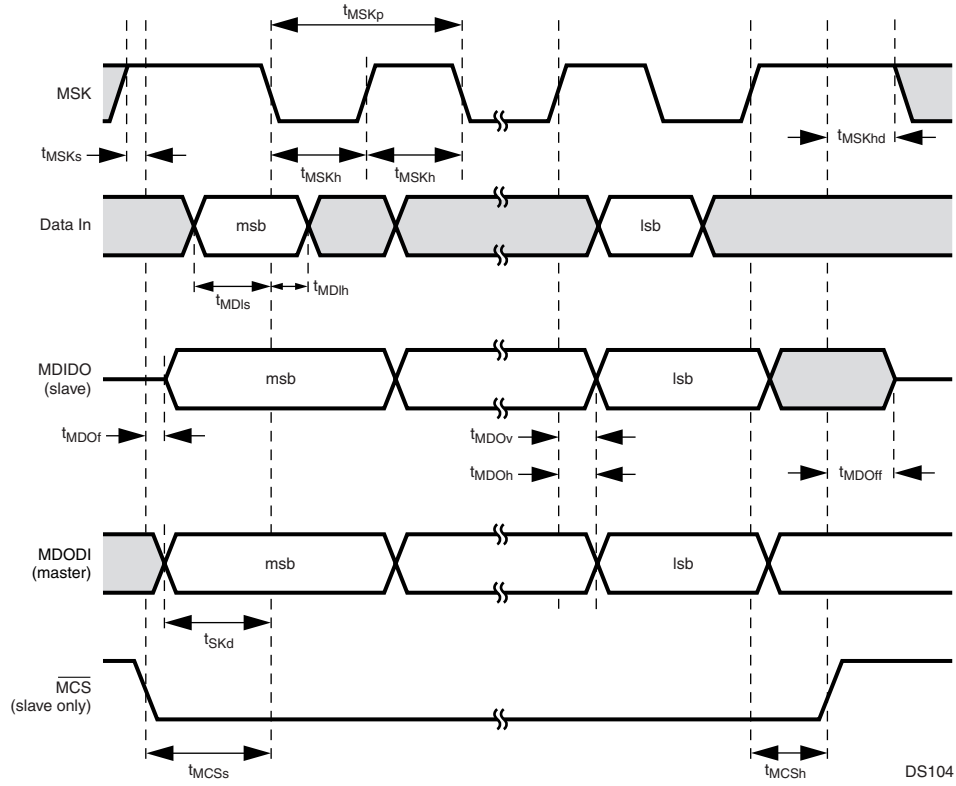 tMSKp
MSK
tMSKs
tMSKh
tMSKh
tMSKhd
Data In
msb
lsb
tMDIs
tMDIh
MDIDO
(slave)
msb
lsb
tMDOf
tMDOv
tMDOh
tMDOff
MDODI
(master)
msb
lsb
tSKd
MCS
(slave only)
tMCSs
tMCSh
DS104